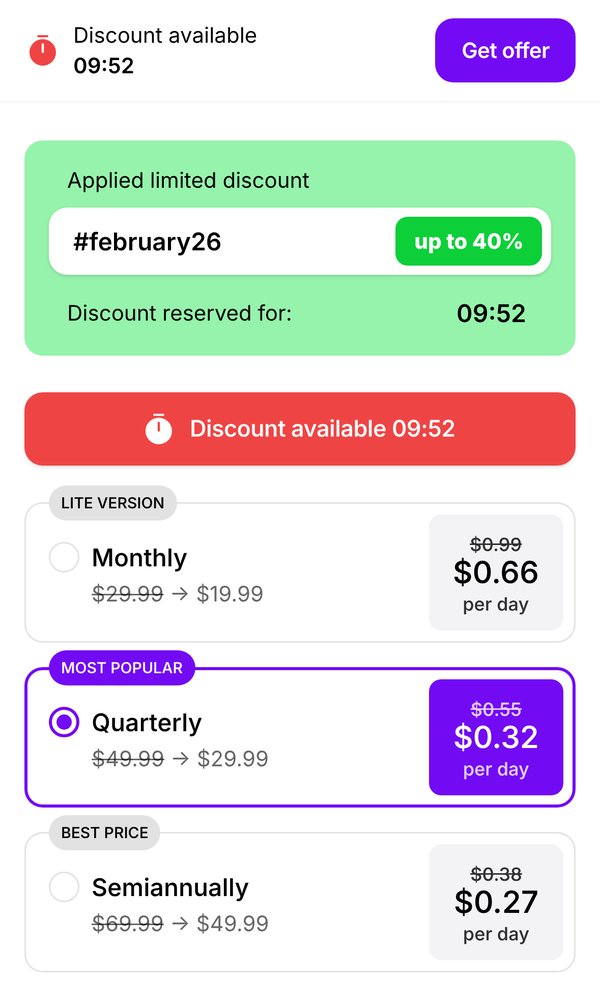 Discount available
09:52
Get offer
Applied limited discount
#february26
up to 40%
Discount reserved for:
09:52
Discount available 09:52
LITE VERSION
Monthly
$29.99 → $19.99
$0.99
$0.66
per day
MOST POPULAR
Quarterly
$49.99 → $29.99
$0.55
$0.32
per day
BEST PRICE
Semiannually
$69.99 → $49.99
$0.38
$0.27
per day